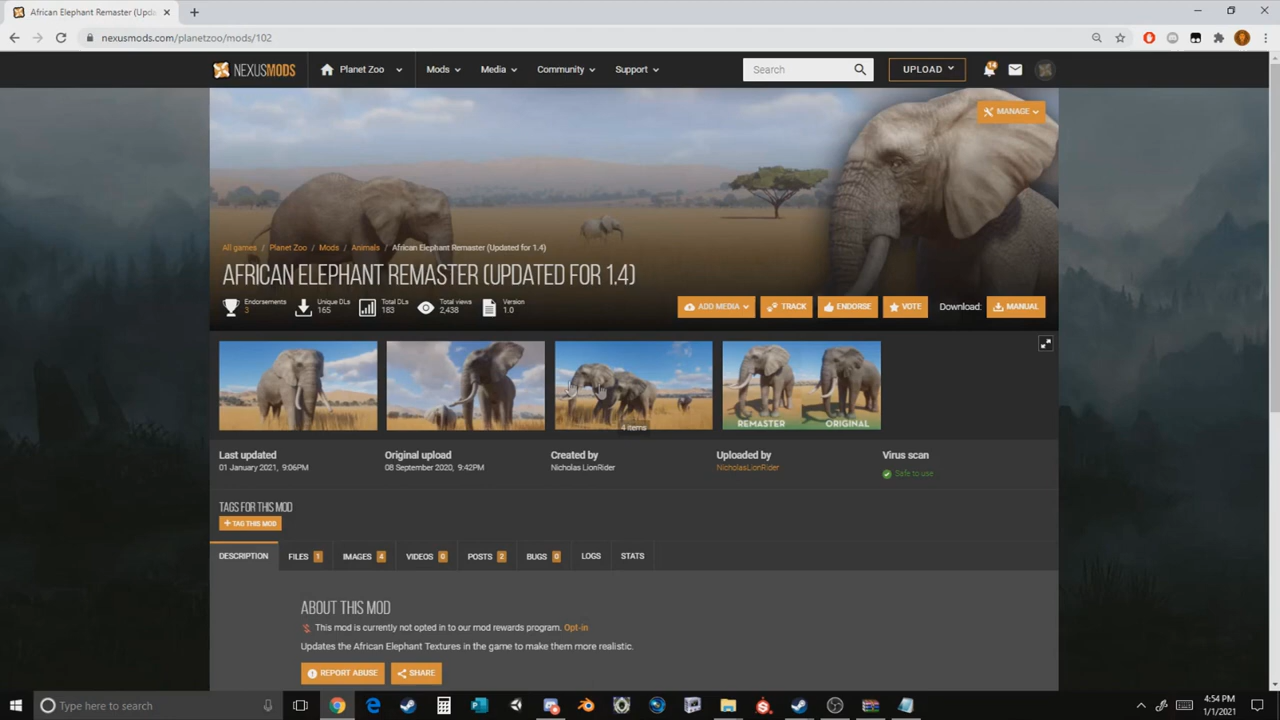 African Elephant Remaster (Upda
nexusmods.com/planetzoo/mods/102
NEXUSMODS
Planet Zoo
Mods
Media
Community
Support
Search
UPLOAD
14
MANAGE
All games / Planet Zoo / Mods / Animals / African Elephant Remaster (Updated for 1.4)
AFRICAN ELEPHANT REMASTER (UPDATED FOR 1.4)
Endorsements
3
Unique DLs
165
Total DLs
183
Total views
2,438
Version
1.0
ADD MEDIA
TRACK
ENDORSE
VOTE
Download:
MANUAL
4 items
REMASTER
ORIGINAL
Last updated
01 January 2021, 9:06PM
Original upload
08 September 2020, 9:42PM
Created by
Nicholas LionRider
Uploaded by
NicholasLionRider
Virus scan
Safe to use
TAGS FOR THIS MOD
+ TAG THIS MOD
DESCRIPTION
FILES 1
IMAGES 4
VIDEOS 0
POSTS 2
BUGS 0
LOGS
STATS
ABOUT THIS MOD
This mod is currently not opted in to our mod rewards program. Opt-in
Updates the African Elephant Textures in the game to make them more realistic.
REPORT ABUSE
SHARE
Type here to search
4:54 PM
1/1/2021